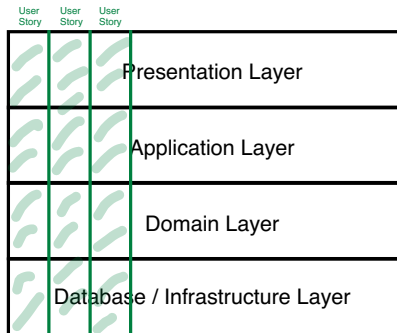 User User User
Story Story Story
Presentation Layer
Application Layer
Domain Layer
Database / Infrastructure Layer